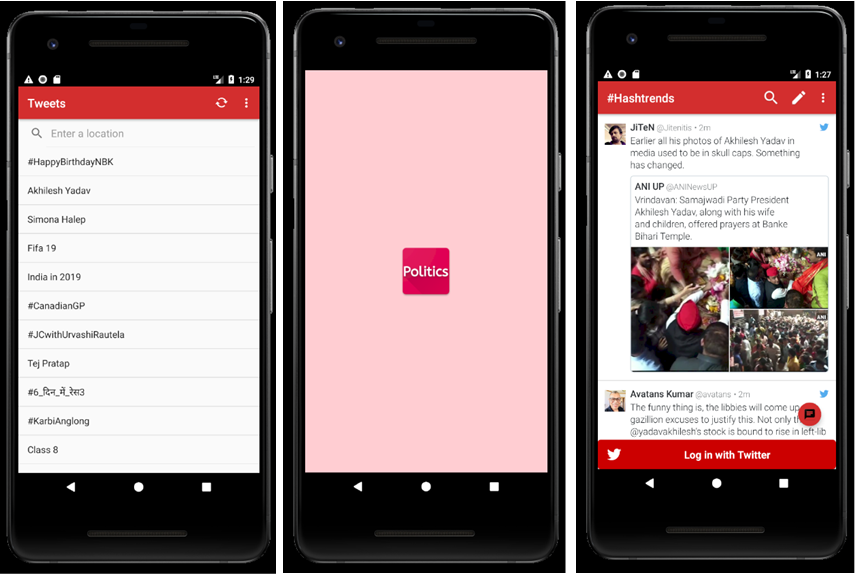 1:29
Tweets
Enter a location
#HappyBirthdayNBK
Akhilesh Yadav
Simona Halep
Fifa 19
India in 2019
#CanadianGP
#JCwithUrvashiRautela
Tej Pratap
#6_दिन_में_रेस3
#KarbiAnglong
Class 8
Politics
1:27
#Hashtrends
JiTeN @Jitenitis • 2m
Earlier all his photos of Akhilesh Yadav in
media used to be in skull caps. Something
has changed.
ANI UP @ANINewsUP
Vrindavan: Samajwadi Party President
Akhilesh Yadav, along with his wife
and children, offered prayers at Banke
Bihari Temple.
ANI
ANI
Avatans Kumar @avatans • 2m
The funny thing is, the libbies will come up
gazillion excuses to justify this. Not only th
@yadavakhilesh's stock is bound to rise in left-lib
Log in with Twitter